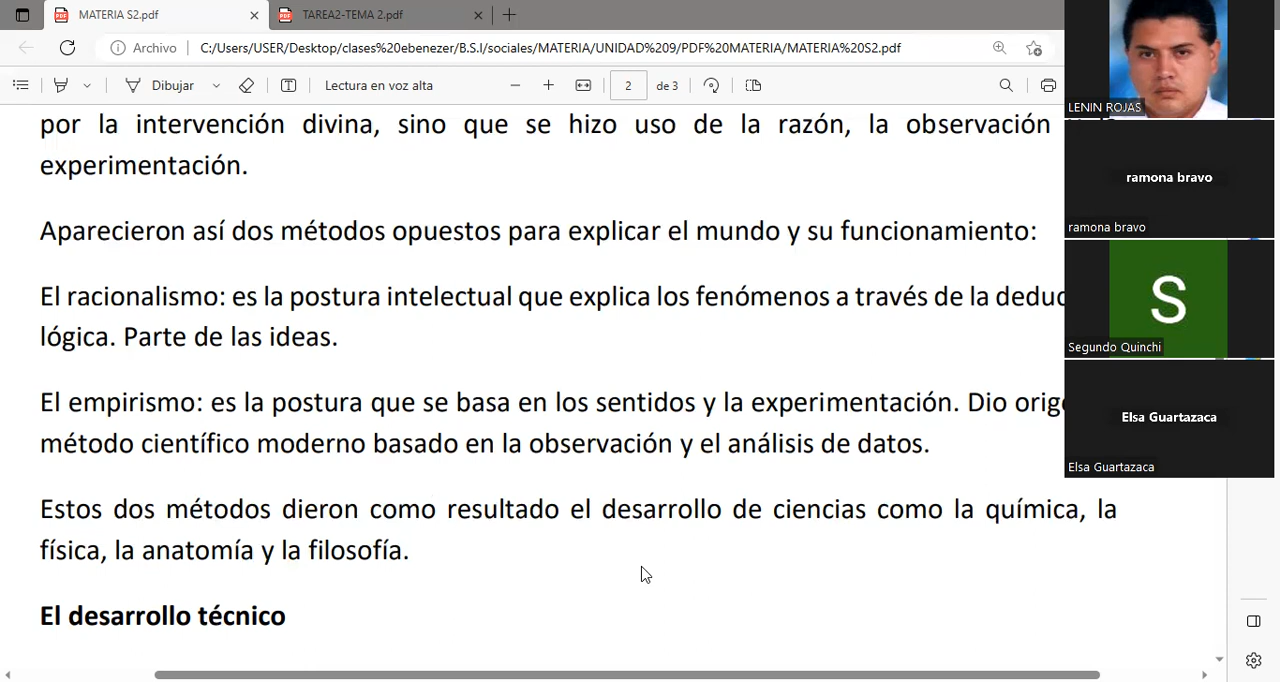 MATERIA S2.pdf
TAREA2-TEMA 2.pdf
Archivo
C:/Users/USER/Desktop/clases%20ebenezer/B.S.I/sociales/MATERIA/UNIDAD%209/PDF%20MATERIA/MATERIA%20S2.pdf
Dibujar
Lectura en voz alta
2
de 3
por la intervención divina, sino que se hizo uso de la razón, la observación
experimentación.
Aparecieron así dos métodos opuestos para explicar el mundo y su funcionamiento:
El racionalismo: es la postura intelectual que explica los fenómenos a través de la deduc
lógica. Parte de las ideas.
El empirismo: es la postura que se basa en los sentidos y la experimentación. Dio orige
método científico moderno basado en la observación y el análisis de datos.
Estos dos métodos dieron como resultado el desarrollo de ciencias como la química, la
física, la anatomía y la filosofía.
El desarrollo técnico
LENIN ROJAS
ramona bravo
ramona bravo
S
Segundo Quinchi
Elsa Guartazaca
Elsa Guartazaca